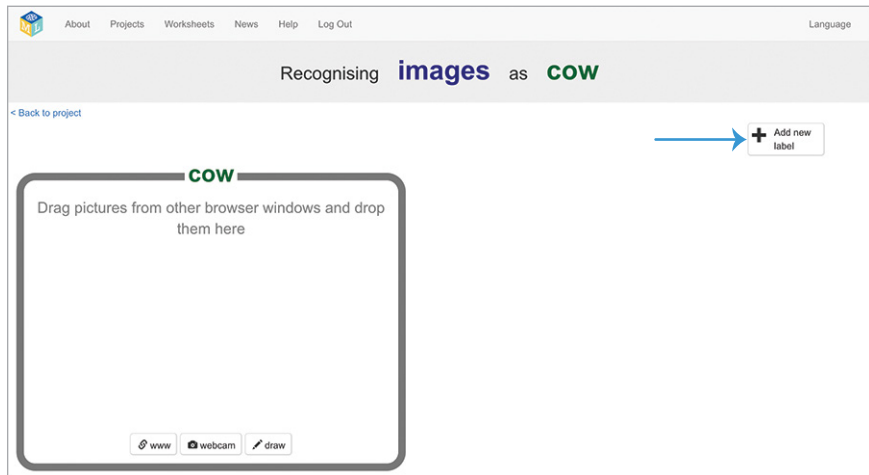 ML
About Projects Worksheets News Help Log Out Language
Recognising images as cow
< Back to project
Add new
label
cow
Drag pictures from other browser windows and drop
them here
www webcam draw